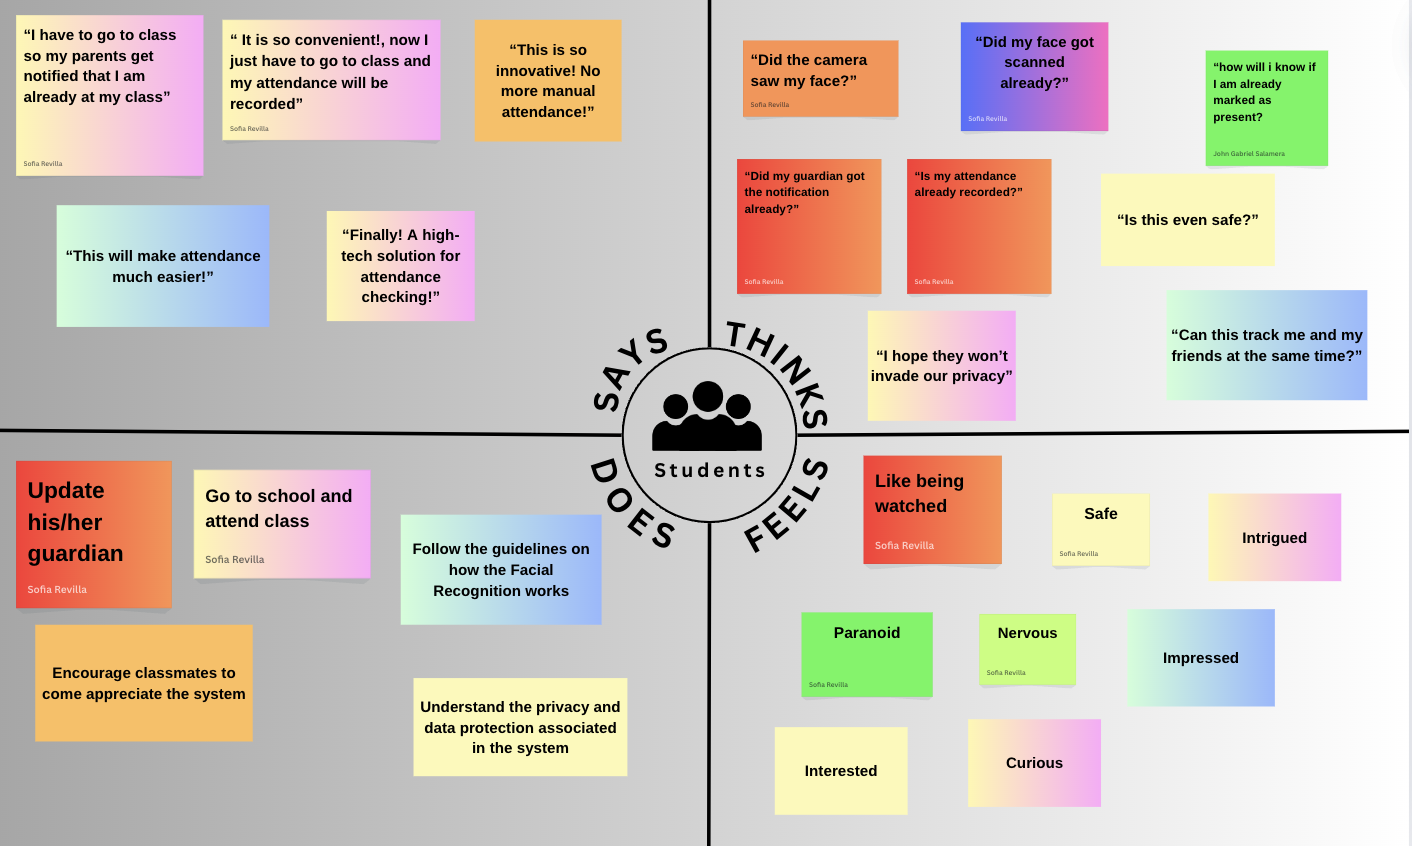 “I have to go to class
so my parents get
notified that I am
already at my class”
Sofia Revilla
“ It is so convenient!, now I
just have to go to class and
my attendance will be
recorded”
Sofia Revilla
“This is so
innovative! No
more manual
attendance!”
“This will make attendance
much easier!”
“Finally! A high-
tech solution for
attendance
checking!”
“Did the camera
saw my face?”
Sofia Revilla
“Did my face got
scanned
already?”
Sofia Revilla
“how will i know if
I am already
marked as
present?
John Gabriel Salamera
“Did my guardian got
the notification
already?”
Sofia Revilla
“Is my attendance
already recorded?”
Sofia Revilla
“Is this even safe?”
“I hope they won’t
invade our privacy”
“Can this track me and my
friends at the same time?”
SAYS
THINKS
Students
DOES
FEELS
Update
his/her
guardian
Sofia Revilla
Go to school and
attend class
Sofia Revilla
Follow the guidelines on
how the Facial
Recognition works
Encourage classmates to
come appreciate the system
Understand the privacy and
data protection associated
in the system
Like being
watched
Sofia Revilla
Safe
Sofia Revilla
Intrigued
Paranoid
Sofia Revilla
Nervous
Sofia Revilla
Impressed
Interested
Curious